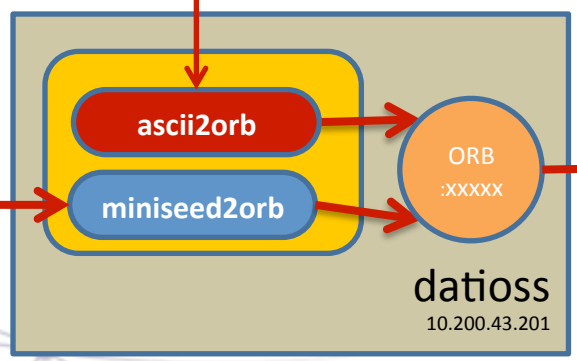 ascii2orb
miniseed2orb
ORB
:xxxxx
datioss
10.200.43.201